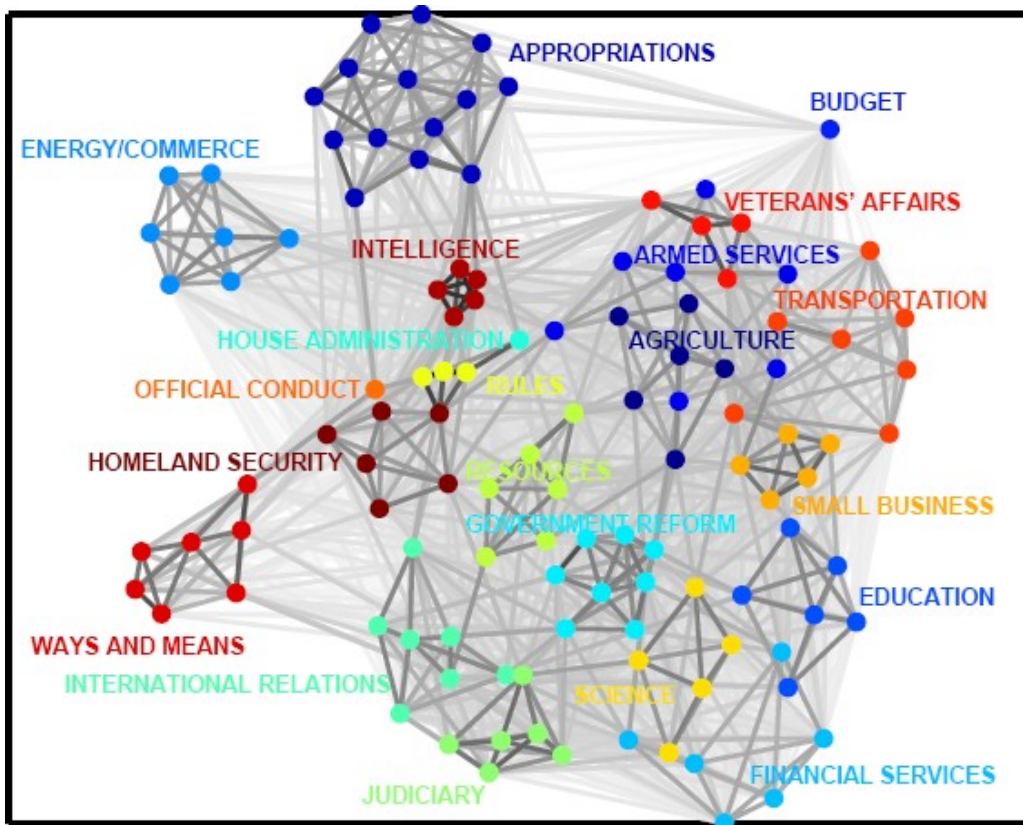 APPROPRIATIONS
BUDGET
ENERGY/COMMERCE
VETERANS' AFFAIRS
INTELLIGENCE
ARMED SERVICES
TRANSPORTATION
HOUSE ADMINISTRATION
AGRICULTURE
OFFICIAL CONDUCT
RULES
HOMELAND SECURITY
RESOURCES
SMALL BUSINESS
GOVERNMENT REFORM
EDUCATION
WAYS AND MEANS
INTERNATIONAL RELATIONS
SCIENCE
FINANCIAL SERVICES
JUDICIARY